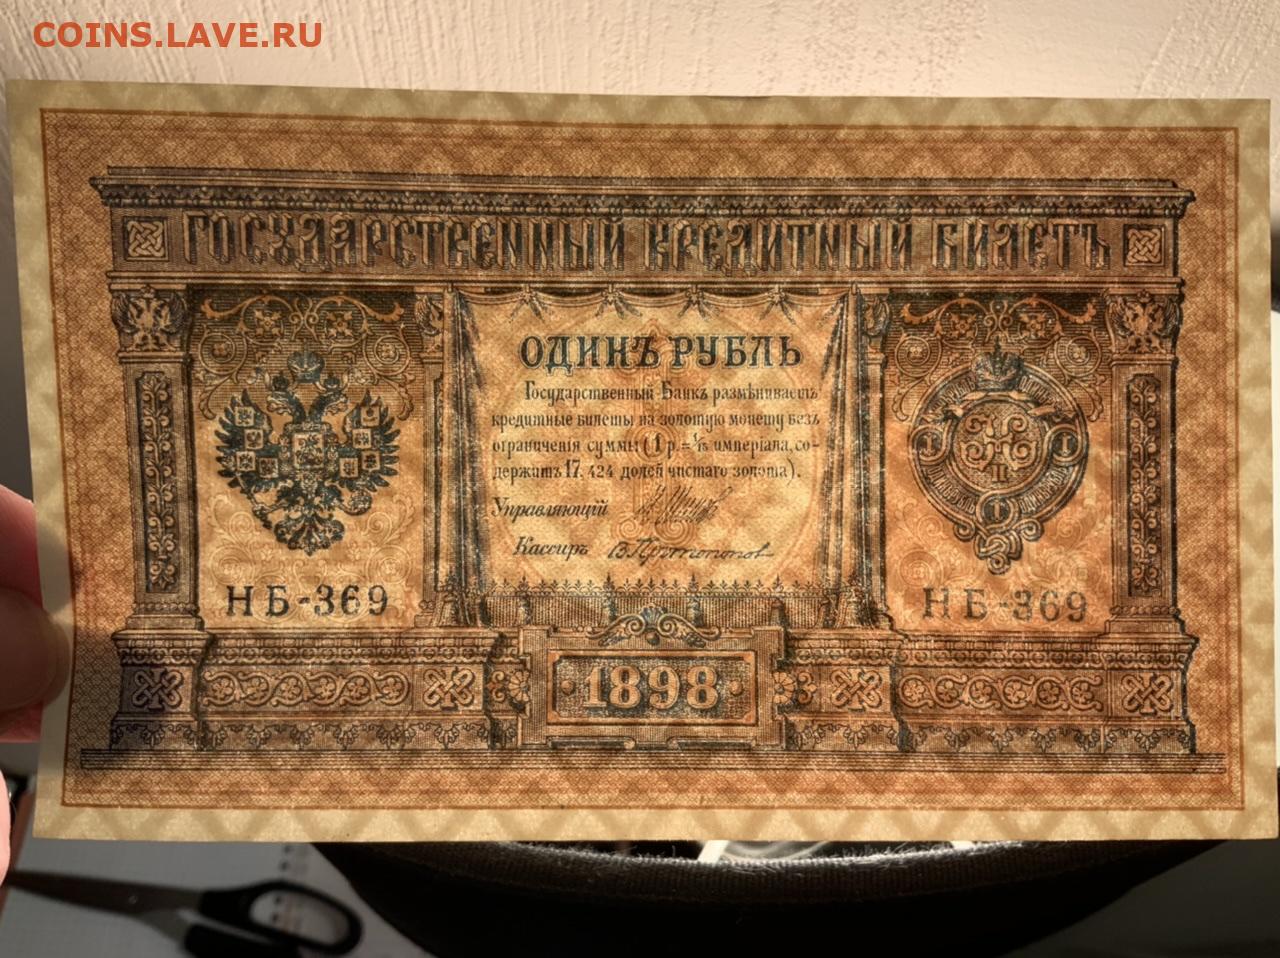 COINS.LAVE.RU
ГОСУДАРСТВЕННЫЙ КРЕДИТНЫЙ БИЛЕТЪ
ОДИНЪ РУБЛЬ
Государственный Банкъ размѣниваетъ
кредитные билеты на золотую монету безъ
ограниченія суммы (1 р. = 1/15 имперіала, со-
держитъ 17,424 долей чистаго золота).
Управляющій
Кассиръ В. Протопопов
НБ-369
НБ-369
1898